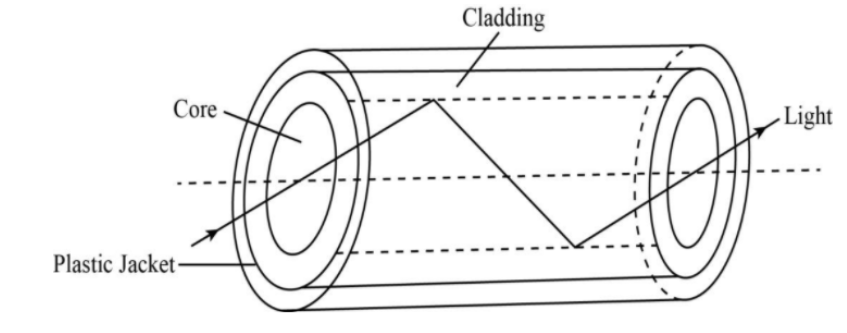 Cladding
Core
Light
Plastic Jacket